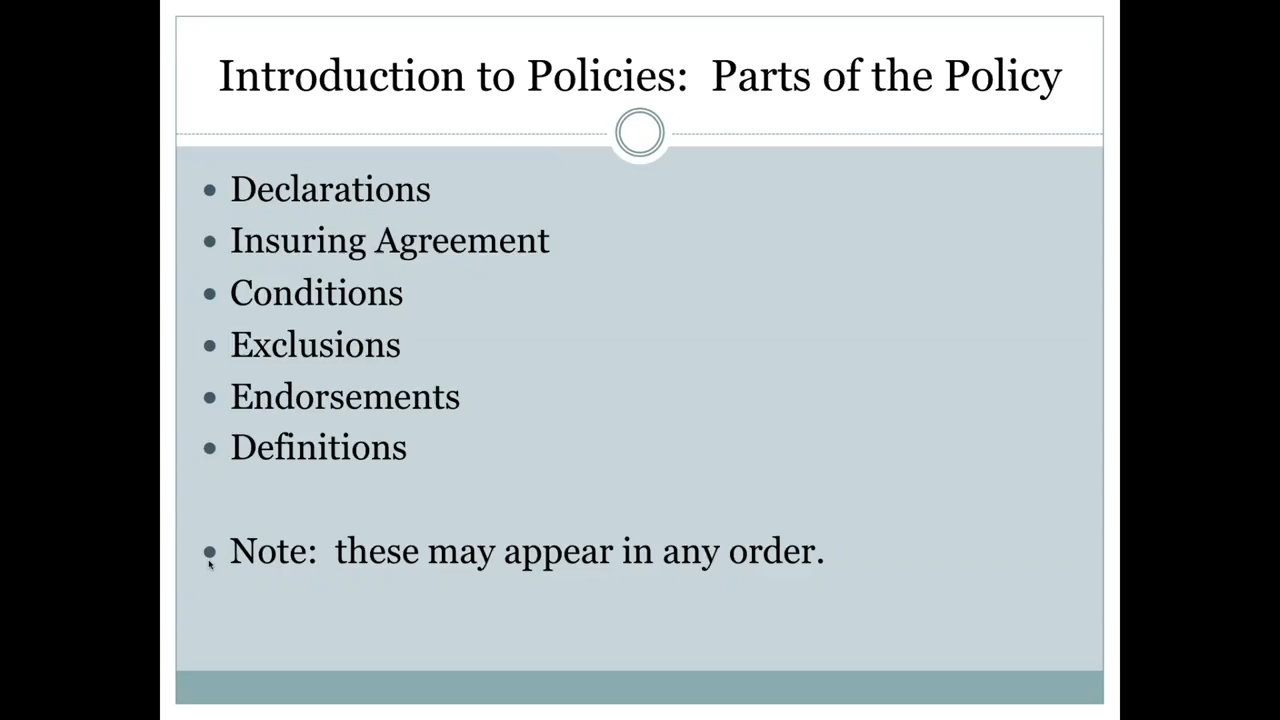 Introduction to Policies: Parts of the Policy
• Declarations
• Insuring Agreement
• Conditions
• Exclusions
• Endorsements
• Definitions
• Note: these may appear in any order.